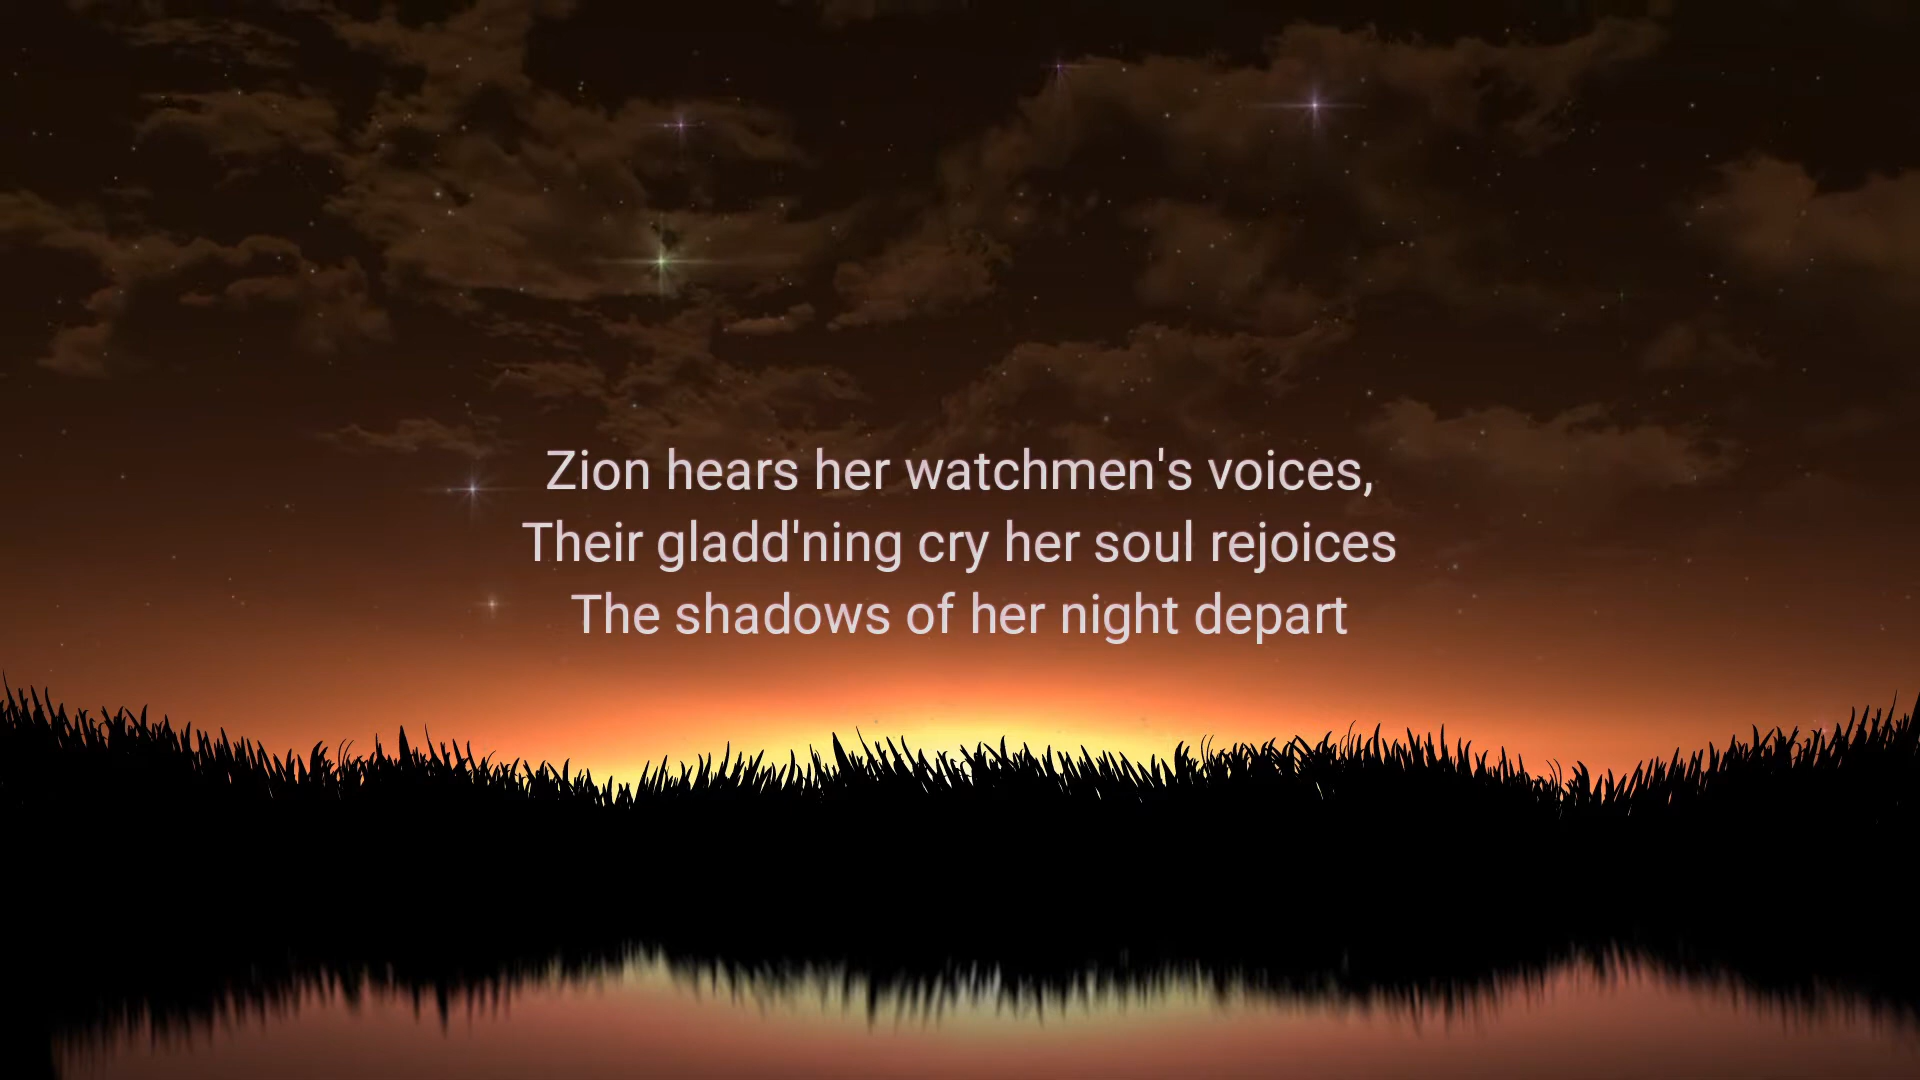 Zion hears her watchmen's voices,
Their gladd'ning cry her soul rejoices
The shadows of her night depart